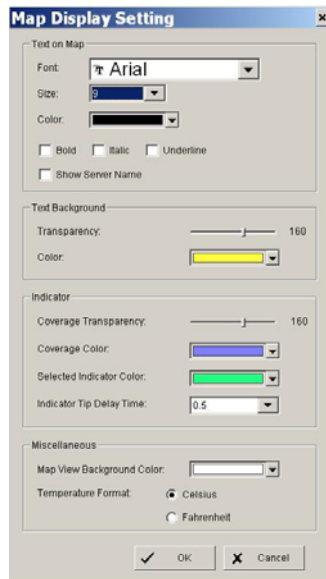 Map Display Setting
Text on Map
Font: Arial
Size: 9
Color:
Bold Italic Underline
Show Server Name
Text Background
Transparency: 160
Color:
Indicator
Coverage Transparency: 160
Coverage Color:
Selected Indicator Color:
Indicator Tip Delay Time: 0.5
Miscellaneous
Map View Background Color:
Temperature Format: Celsius
Fahrenheit
OK Cancel